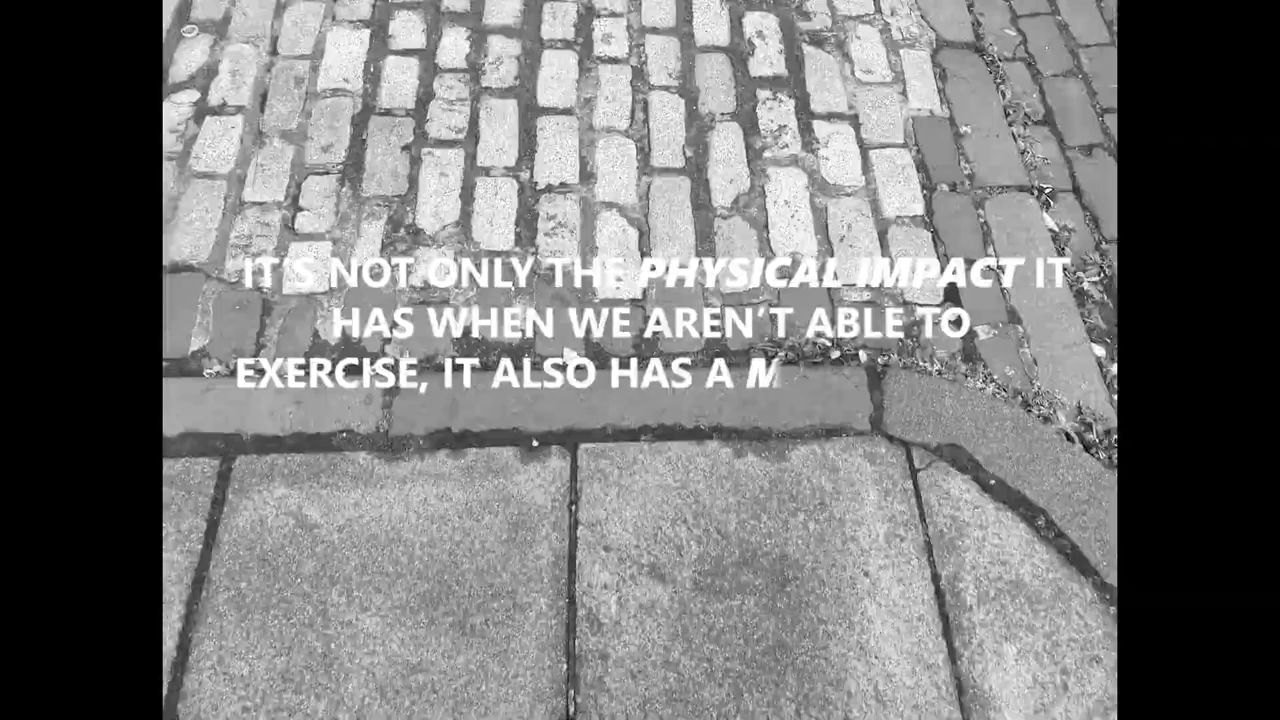 IT'S NOT ONLY THE PHYSICAL IMPACT IT
HAS WHEN WE AREN'T ABLE TO
EXERCISE, IT ALSO HAS A M